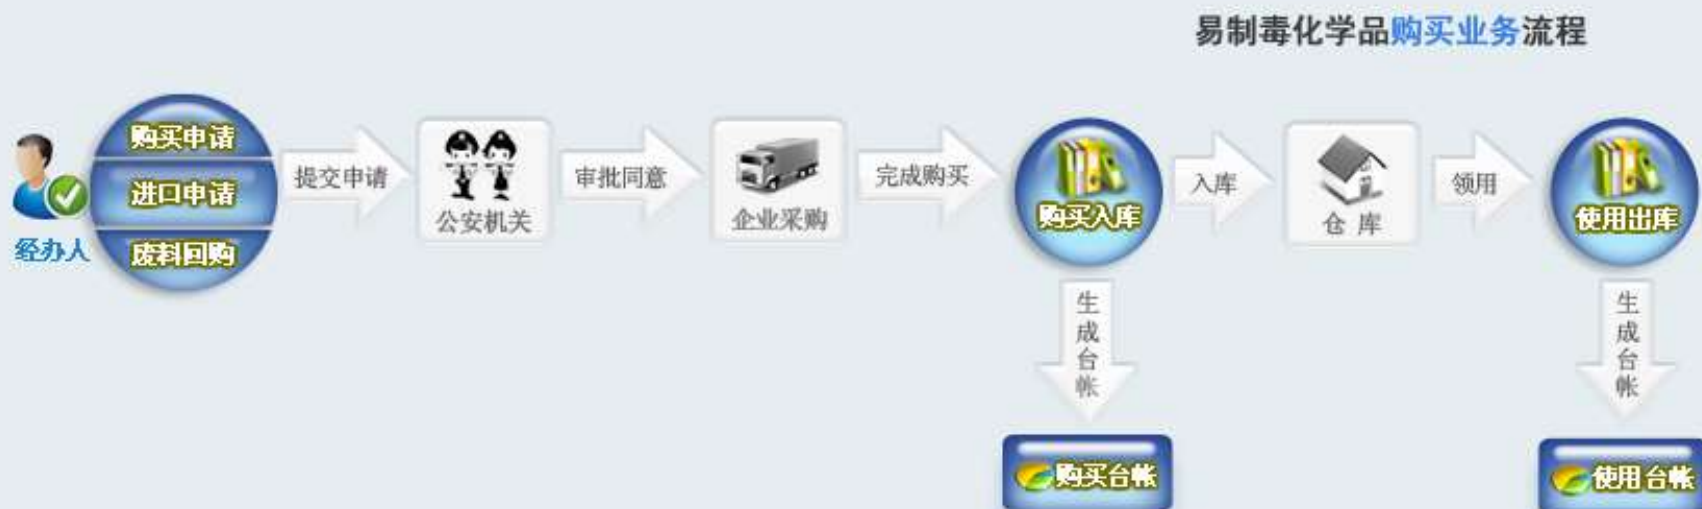 易制毒化学品购买业务流程
购买申请
进口申请
废料回购
经办人
提交申请
公安机关
审批同意
企业采购
完成购买
购买入库
入库
仓库
领用
使用出库
生成台帐
购买台帐
生成台帐
使用台帐